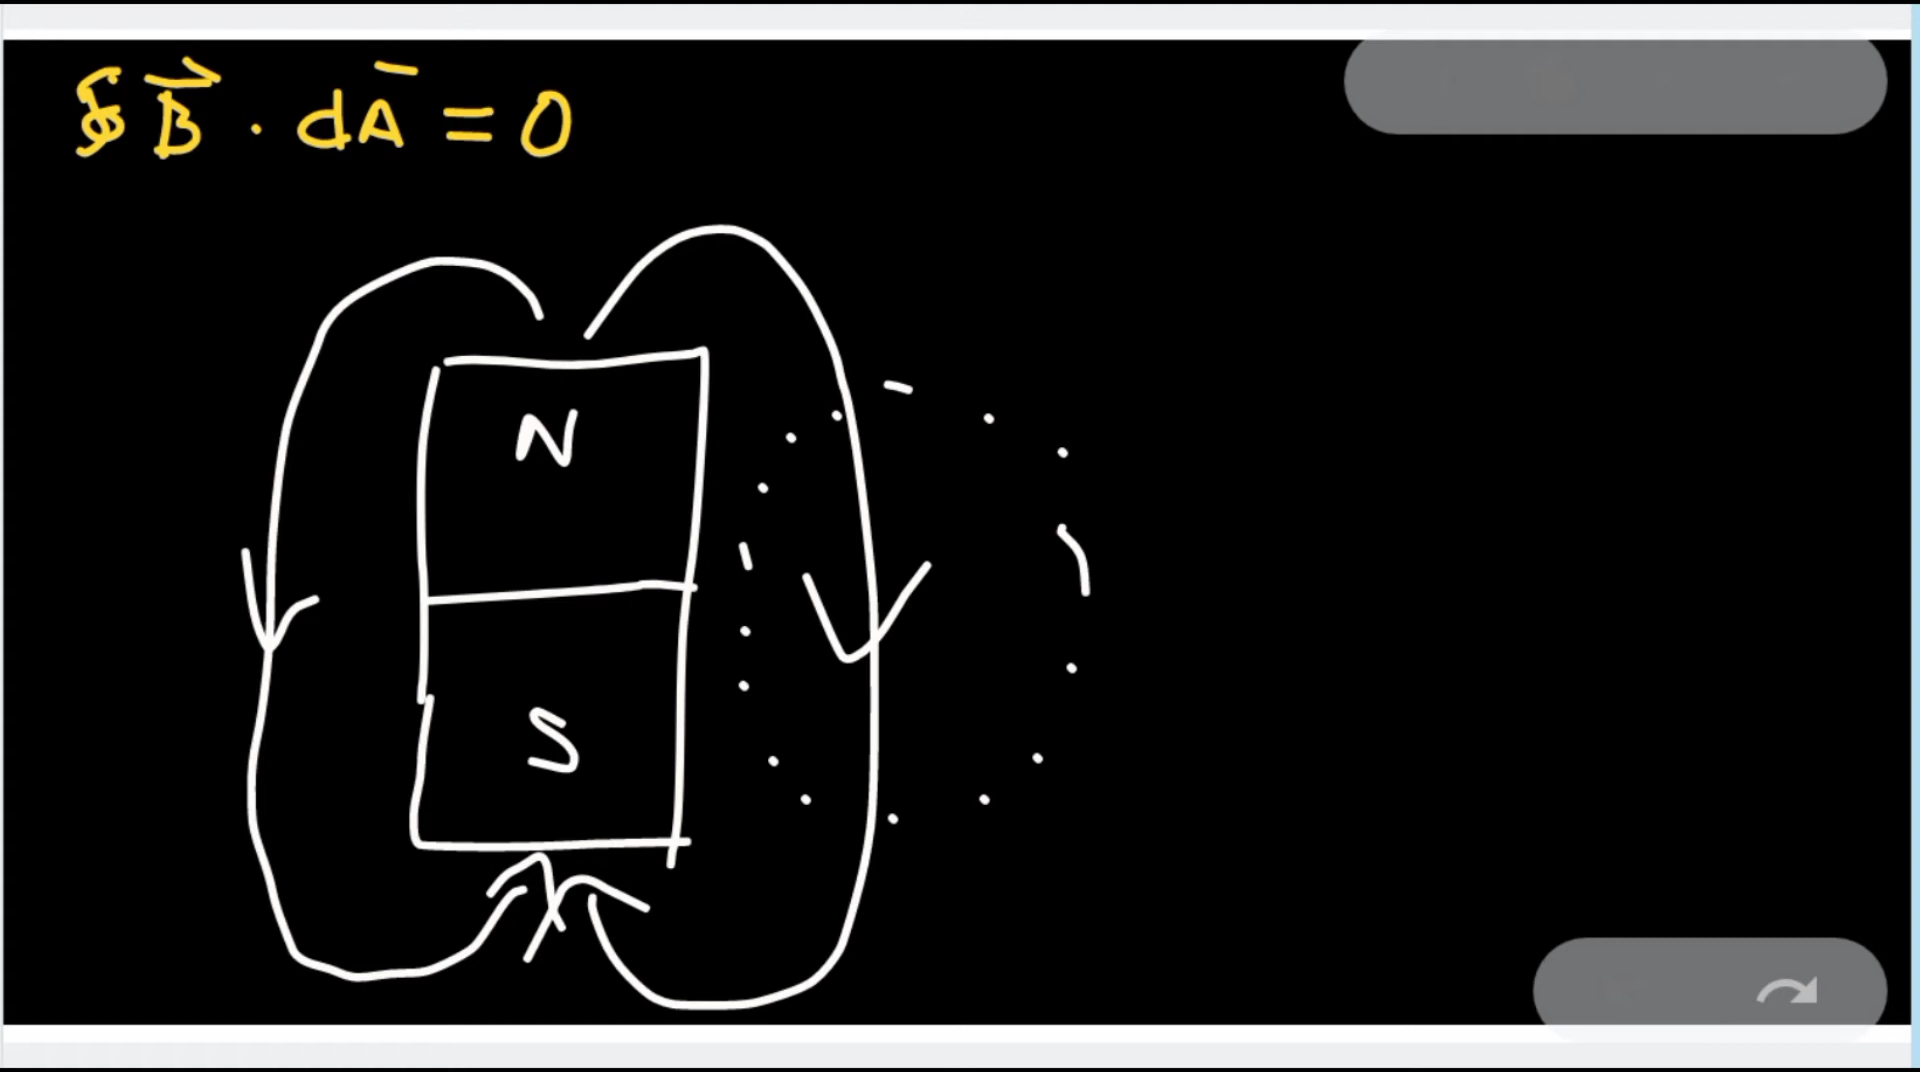 ∮ B⃗ · dA̅ = 0
N
S